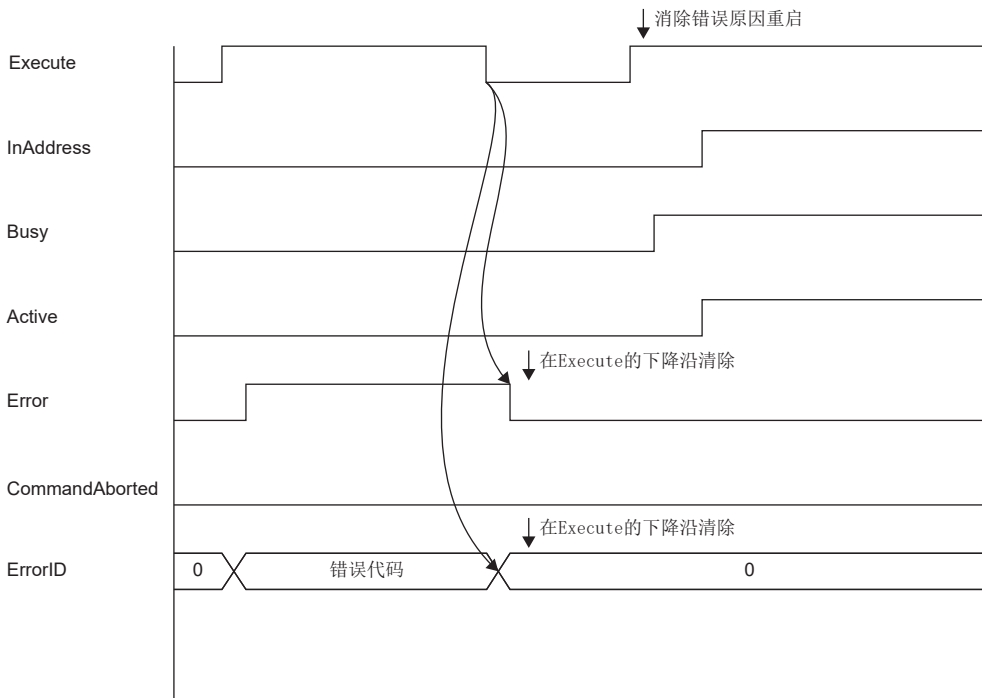 消除错误原因重启
Execute
InAddress
Busy
Active
在Execute的下降沿清除
Error
CommandAborted
在Execute的下降沿清除
ErrorID 0 错误代码 0